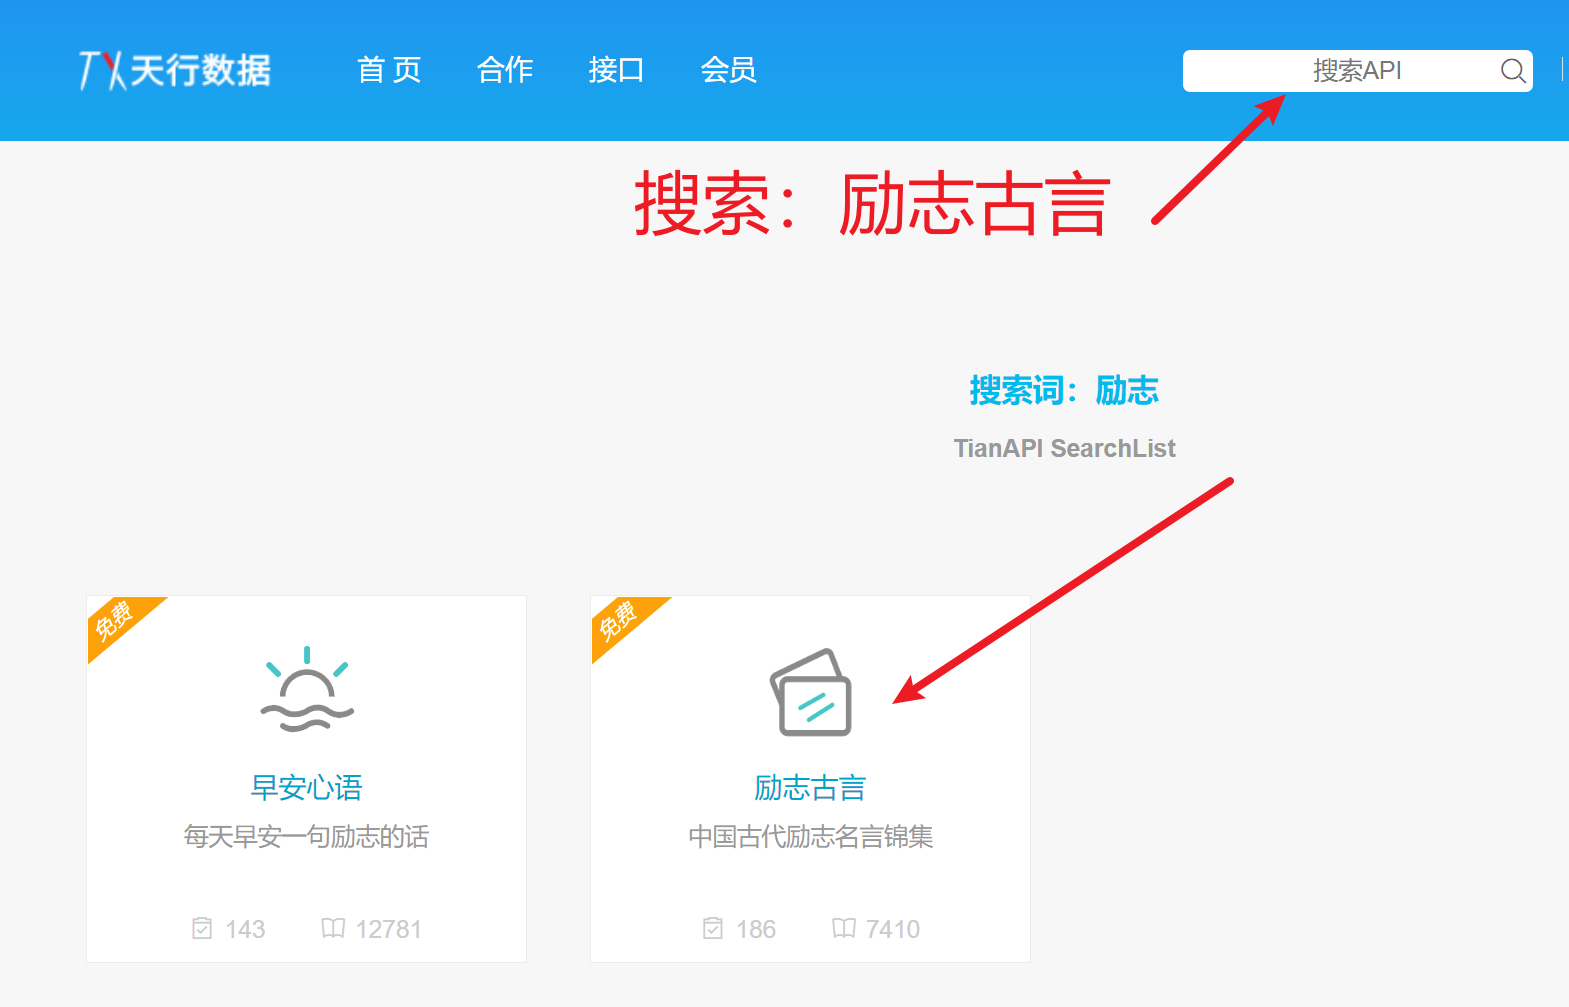 TX天行数据 首 页 合作 接口 会员 搜索API
搜索：励志古言
搜索词：励志
TianAPI SearchList
免费
早安心语
每天早安一句励志的话
143 12781
免费
励志古言
中国古代励志名言锦集
186 7410